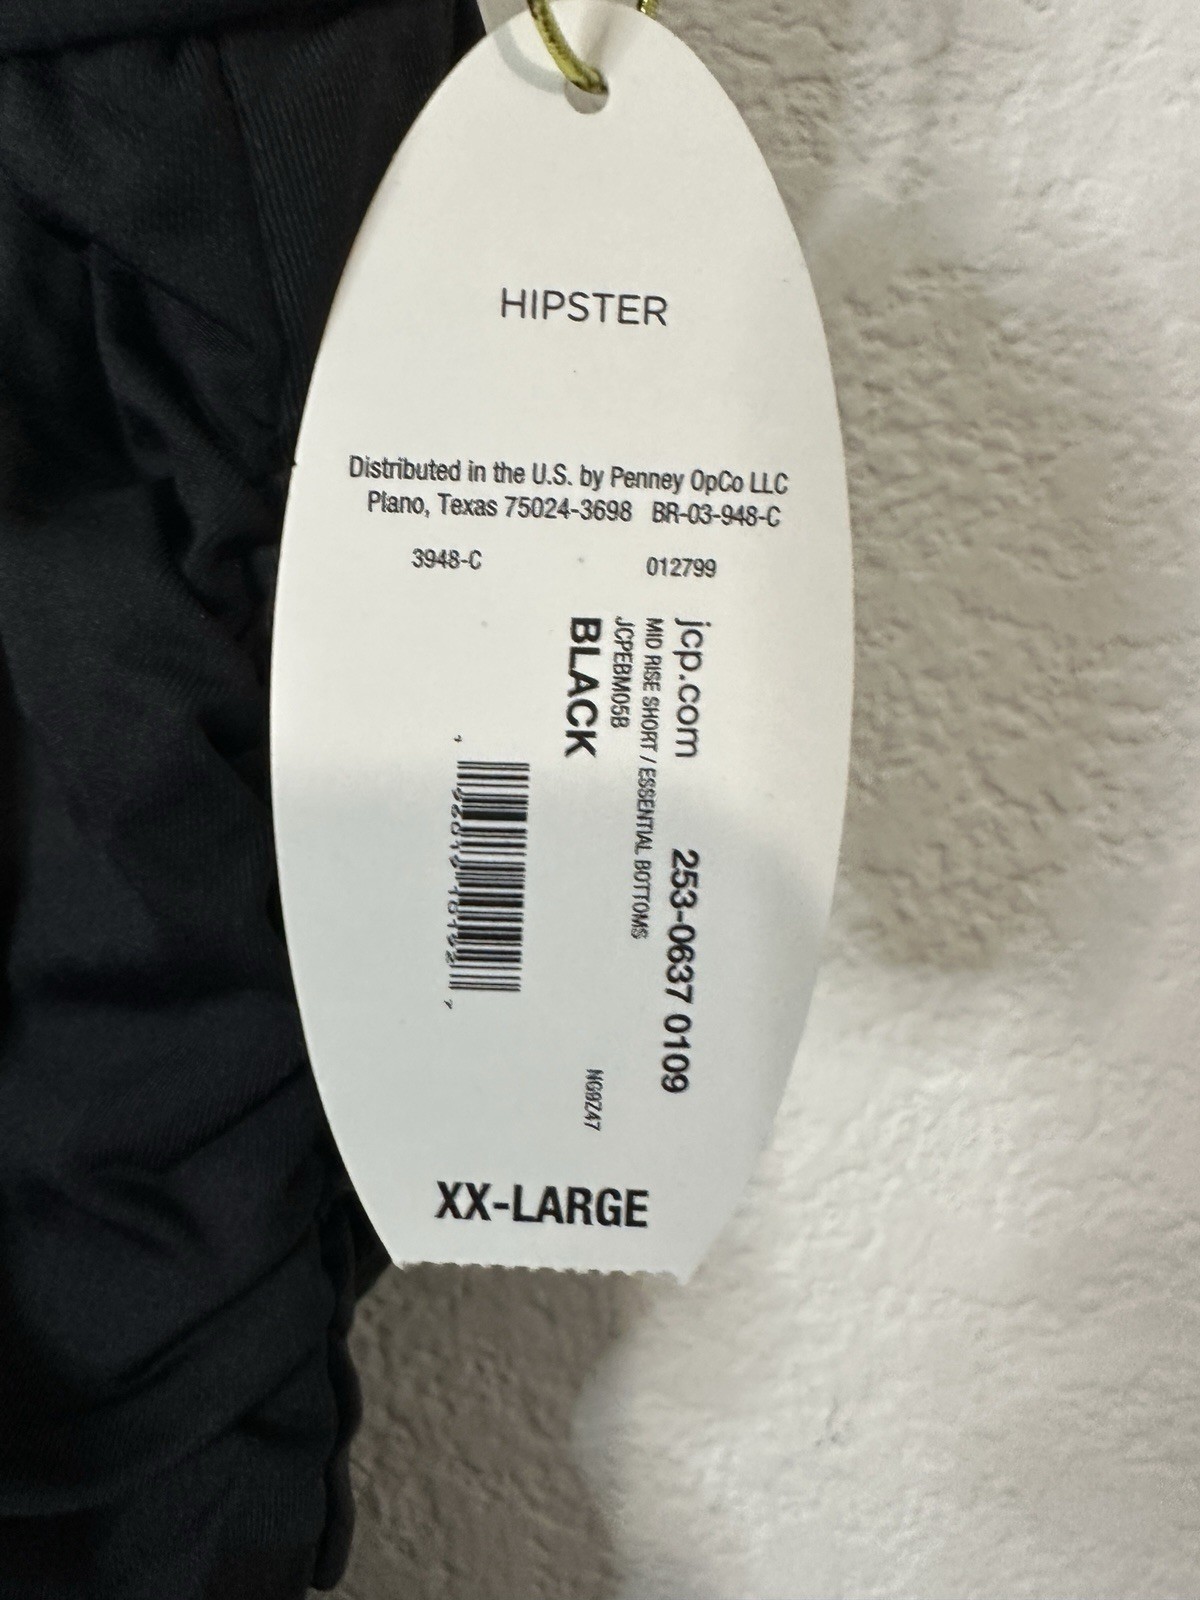 HIPSTER
Distributed in the U.S. by Penney OpCo LLC
Plano, Texas 75024-3698 BR-03-948-C
3948-C 012799
jcp.com 253-0637 0109
MID RISE SHORT / ESSENTIAL BOTTOMS
JCPEBM05B
BLACK NG9Z47
XX-LARGE